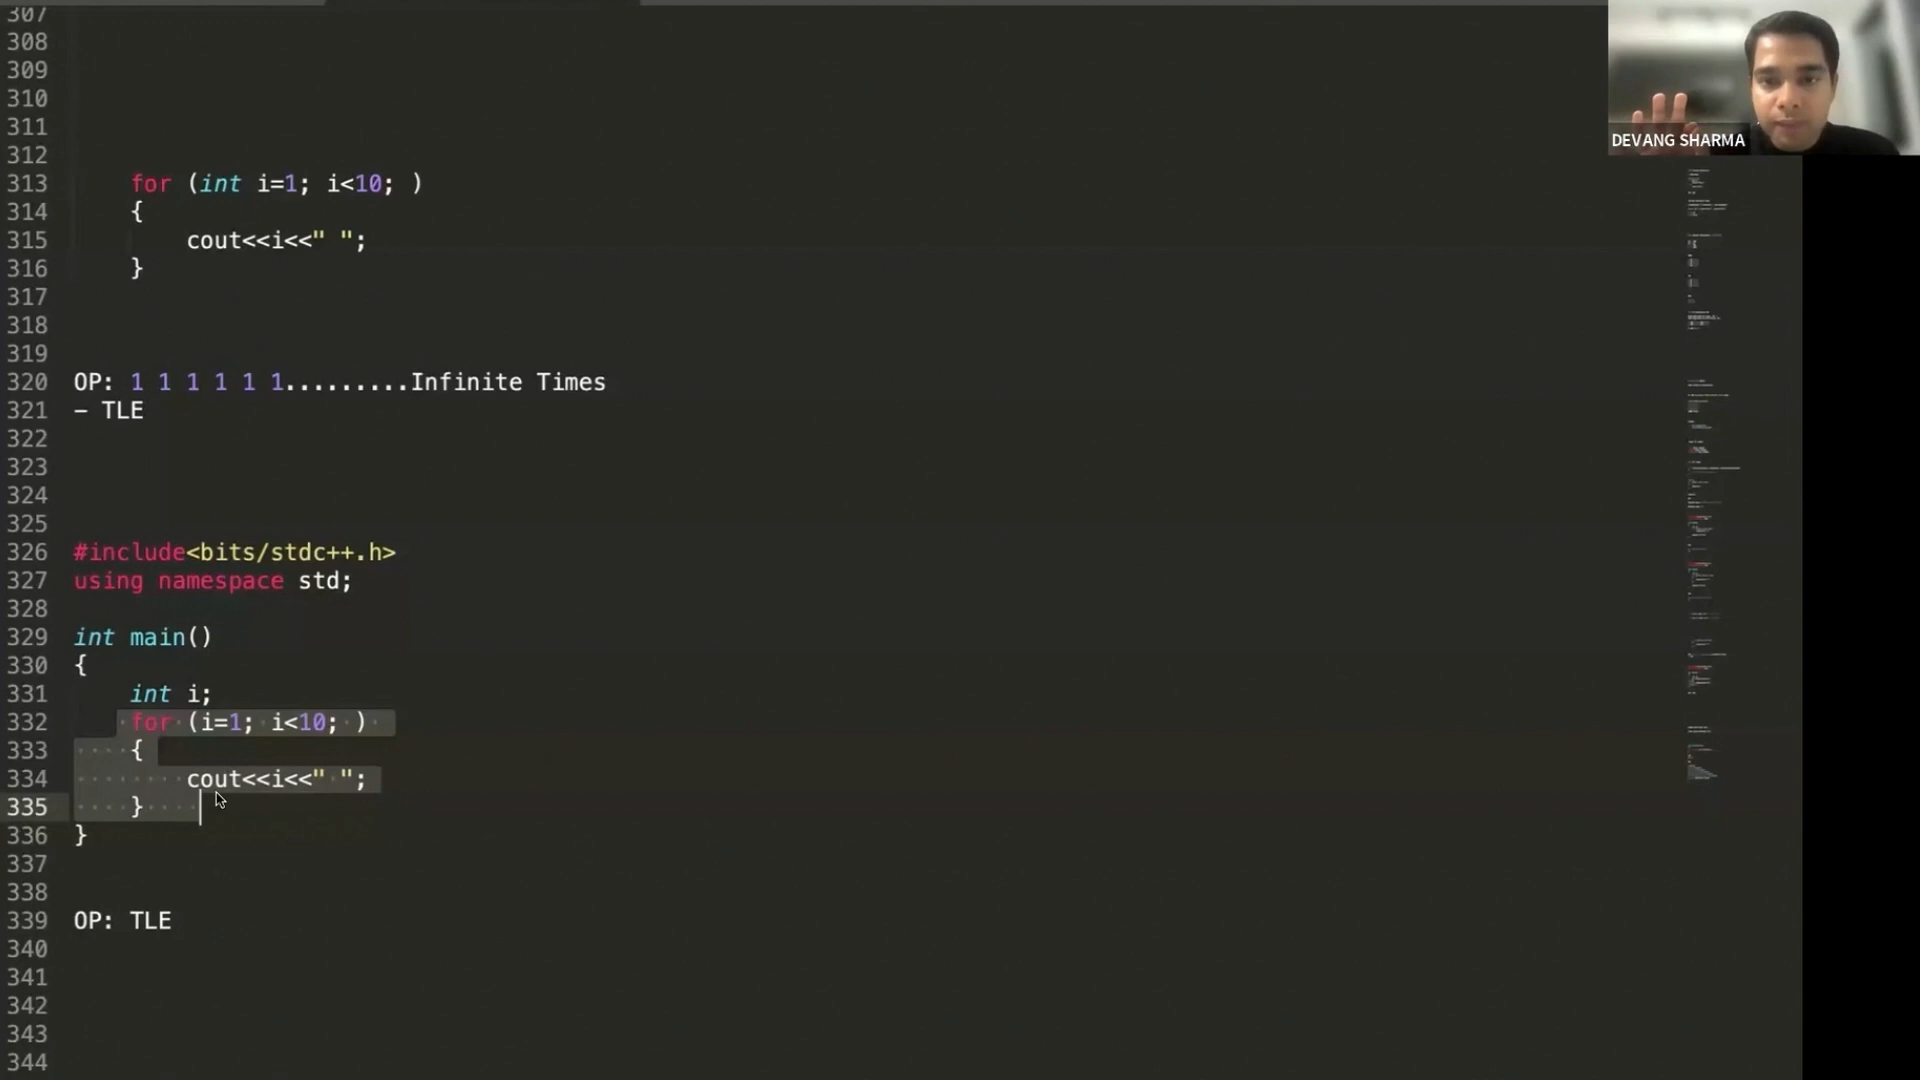 307
308
309
310
311
312
313 for (int i=1; i<10; )
314 {
315 cout<<i<<" ";
316 }
317
318
319
320 OP: 1 1 1 1 1 1.........Infinite Times
321 - TLE
322
323
324
325
326 #include<bits/stdc++.h>
327 using namespace std;
328
329 int main()
330 {
331 int i;
332 for (i=1; i<10; )
333 {
334 cout<<i<<" ";
335 }
336 }
337
338
339 OP: TLE
340
341
342
343
344
DEVANG SHARMA